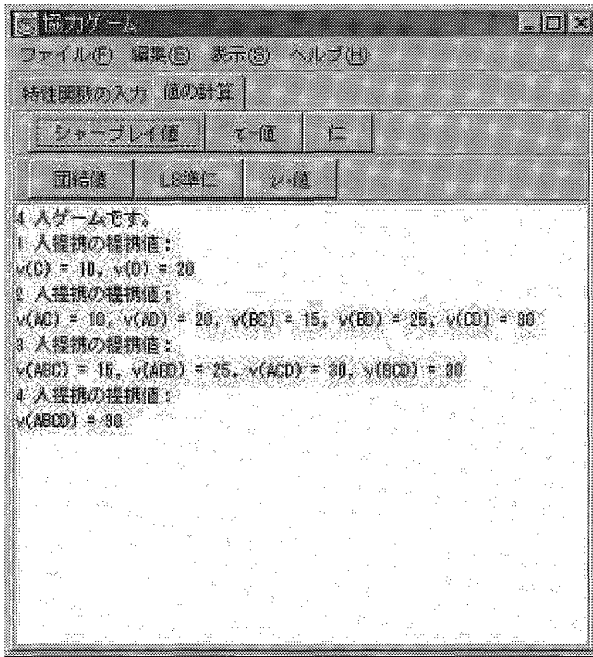 協力ゲーム
ファイル(F) 編集(E) 表示(S) ヘルプ(H)
特性関数の入力 値の計算
シャープレイ値 τ-値 仁
団結値 LS準仁
4 人ゲームです。
1 人提携の提携値：
v(C) = 10, v(D) = 20
2 人提携の提携値：
v(AC) = 10, v(AD) = 20, v(BC) = 15, v(BD) = 25, v(CD) = 30
3 人提携の提携値：
v(ABC) = 15, v(ABD) = 25, v(ACD) = 30, v(BCD) = 30
4 人提携の提携値：
v(ABCD) = 30